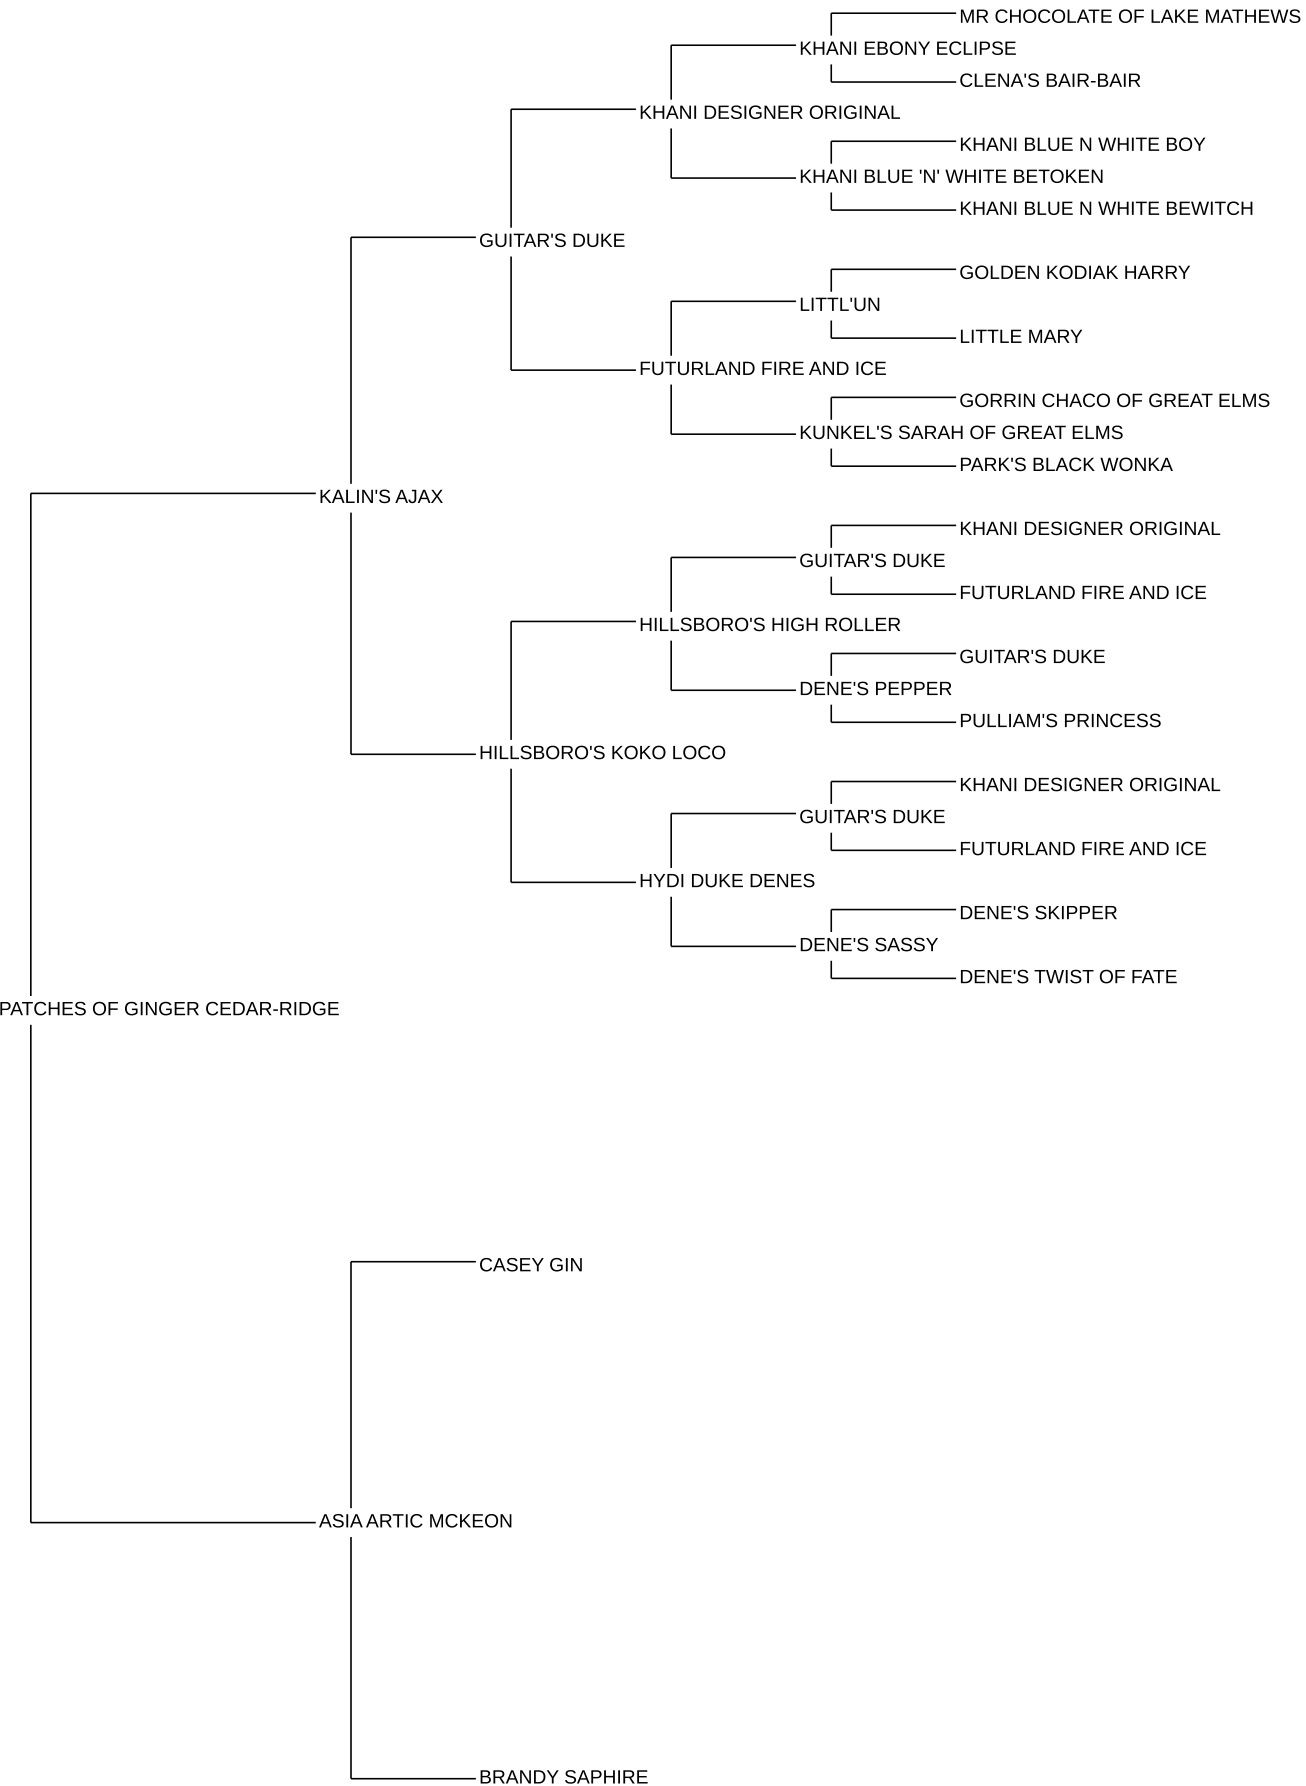 MR CHOCOLATE OF LAKE MATHEWS
KHANI EBONY ECLIPSE
CLENA'S BAIR-BAIR
KHANI DESIGNER ORIGINAL
KHANI BLUE N WHITE BOY
KHANI BLUE 'N' WHITE BETOKEN
KHANI BLUE N WHITE BEWITCH
GUITAR'S DUKE
GOLDEN KODIAK HARRY
LITTL'UN
LITTLE MARY
FUTURLAND FIRE AND ICE
GORRIN CHACO OF GREAT ELMS
KUNKEL'S SARAH OF GREAT ELMS
PARK'S BLACK WONKA
KALIN'S AJAX
KHANI DESIGNER ORIGINAL
GUITAR'S DUKE
FUTURLAND FIRE AND ICE
HILLSBORO'S HIGH ROLLER
GUITAR'S DUKE
DENE'S PEPPER
PULLIAM'S PRINCESS
HILLSBORO'S KOKO LOCO
KHANI DESIGNER ORIGINAL
GUITAR'S DUKE
FUTURLAND FIRE AND ICE
HYDI DUKE DENES
DENE'S SKIPPER
DENE'S SASSY
DENE'S TWIST OF FATE
PATCHES OF GINGER CEDAR-RIDGE
CASEY GIN
ASIA ARTIC MCKEON
BRANDY SAPHIRE